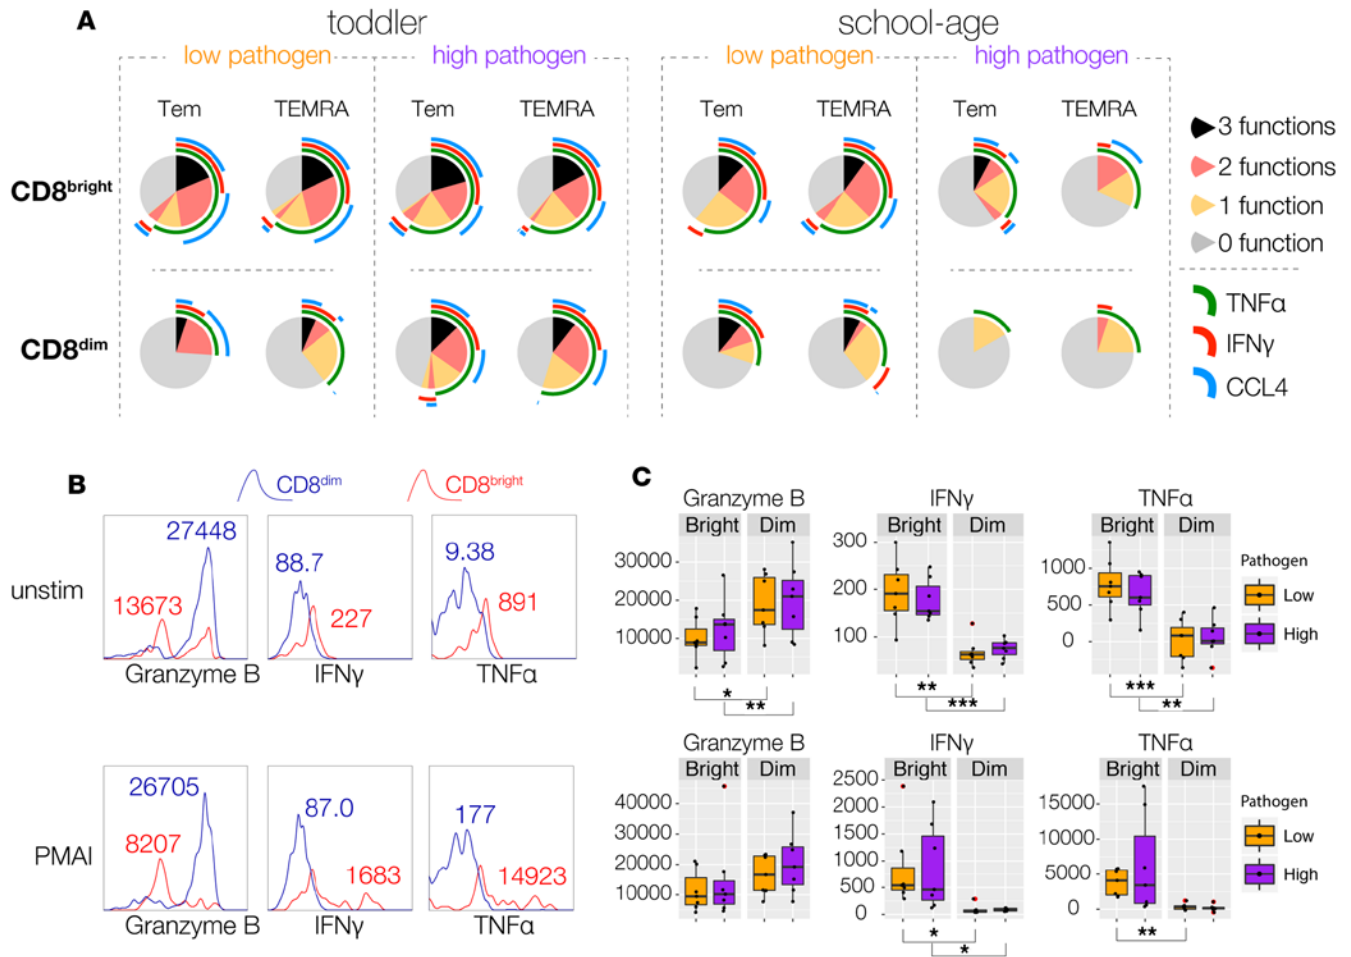 A
toddler
school-age
low pathogen
high pathogen
low pathogen
high pathogen
Tem
TEMRA
Tem
TEMRA
Tem
TEMRA
Tem
TEMRA
3 functions
2 functions
1 function
0 function
CD8bright
TNFα
IFNγ
CCL4
CD8dim
B
CD8dim
CD8bright
unstim
27448
13673
Granzyme B
88.7
227
IFNγ
9.38
891
TNFα
PMAI
26705
8207
Granzyme B
87.0
1683
IFNγ
177
14923
TNFα
C
Granzyme B
Bright
Dim
30000
20000
10000
*
**
IFNγ
Bright
Dim
300
200
100
**
***
TNFα
Bright
Dim
1000
500
0
***
**
Pathogen
Low
High
Granzyme B
Bright
Dim
40000
30000
20000
10000
IFNγ
Bright
Dim
2500
2000
1500
1000
500
0
*
*
TNFα
Bright
Dim
15000
10000
5000
0
**
Pathogen
Low
High